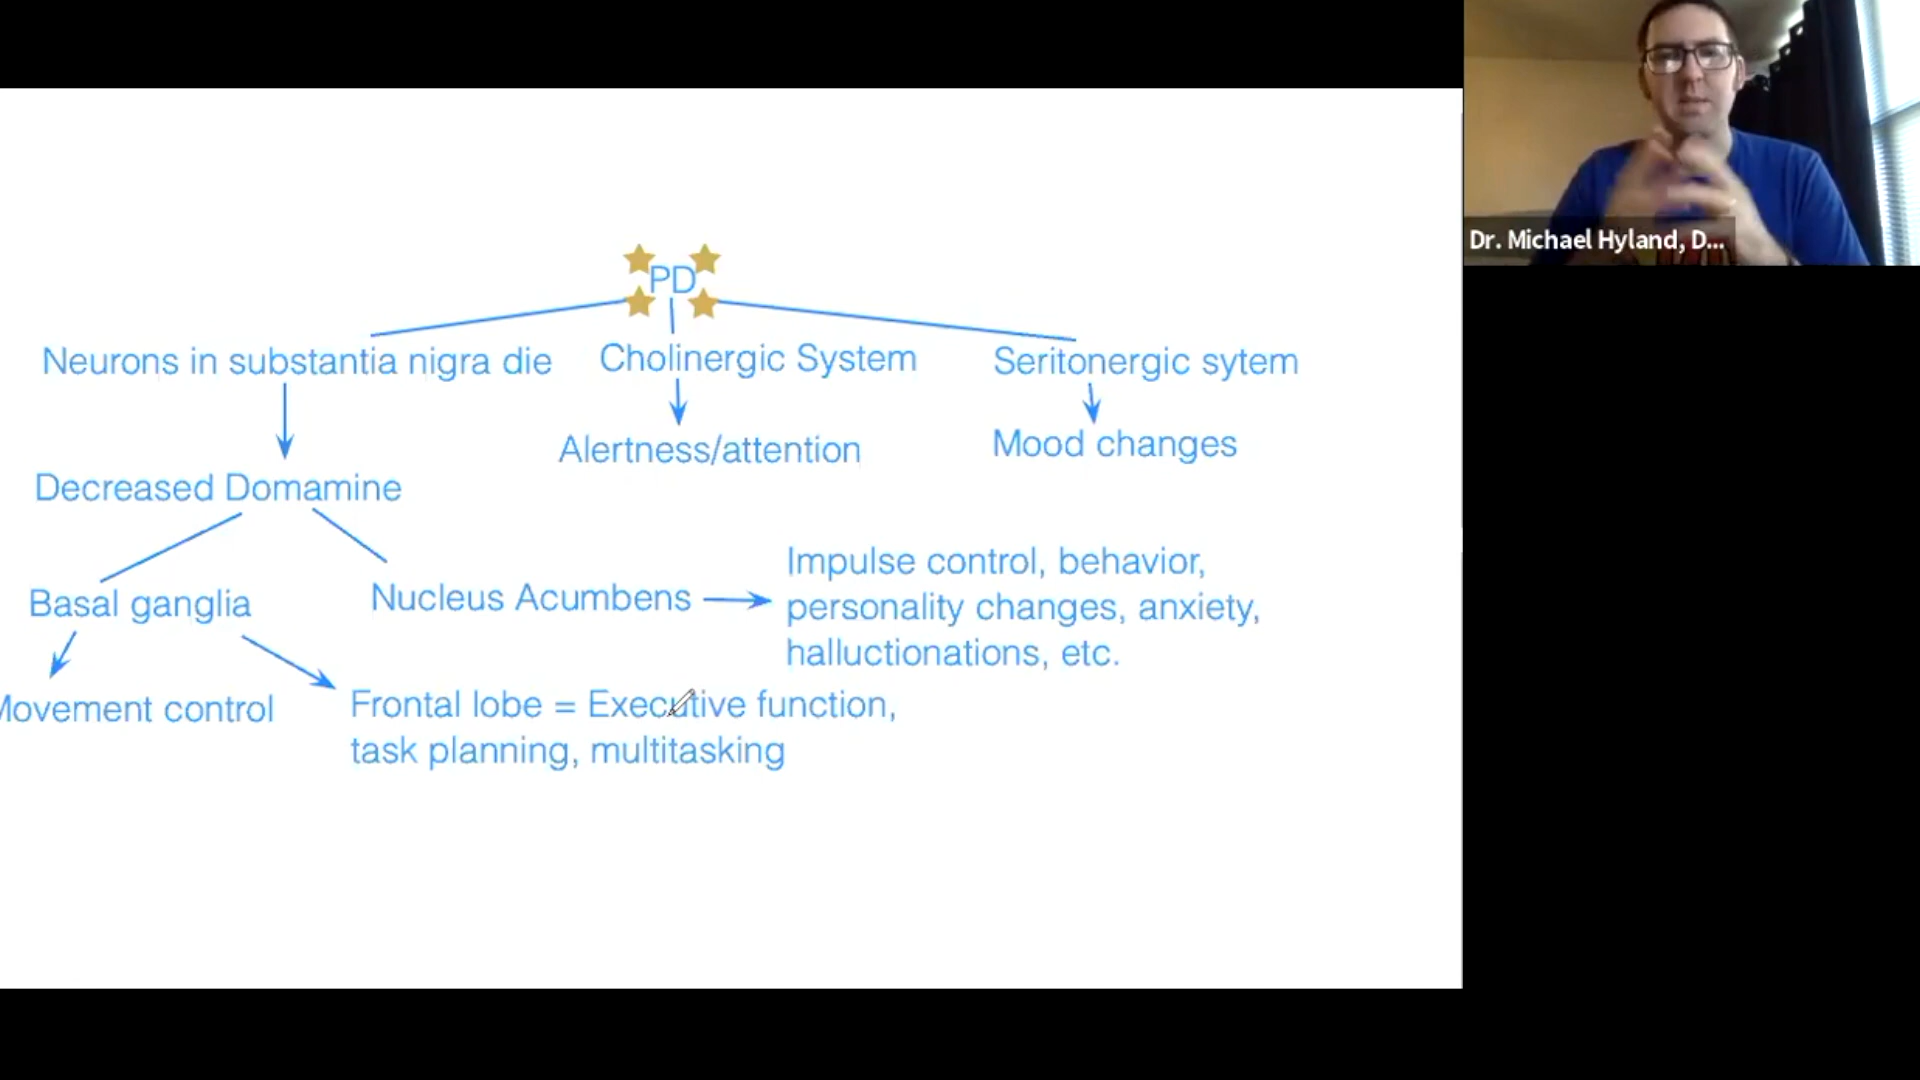 Dr. Michael Hyland, D...
PD
Neurons in substantia nigra die
Cholinergic System
Seritonergic sytem
Alertness/attention
Mood changes
Decreased Domamine
Basal ganglia
Nucleus Acumbens
Impulse control, behavior,
personality changes, anxiety,
halluctionations, etc.
Movement control
Frontal lobe = Executive function,
task planning, multitasking